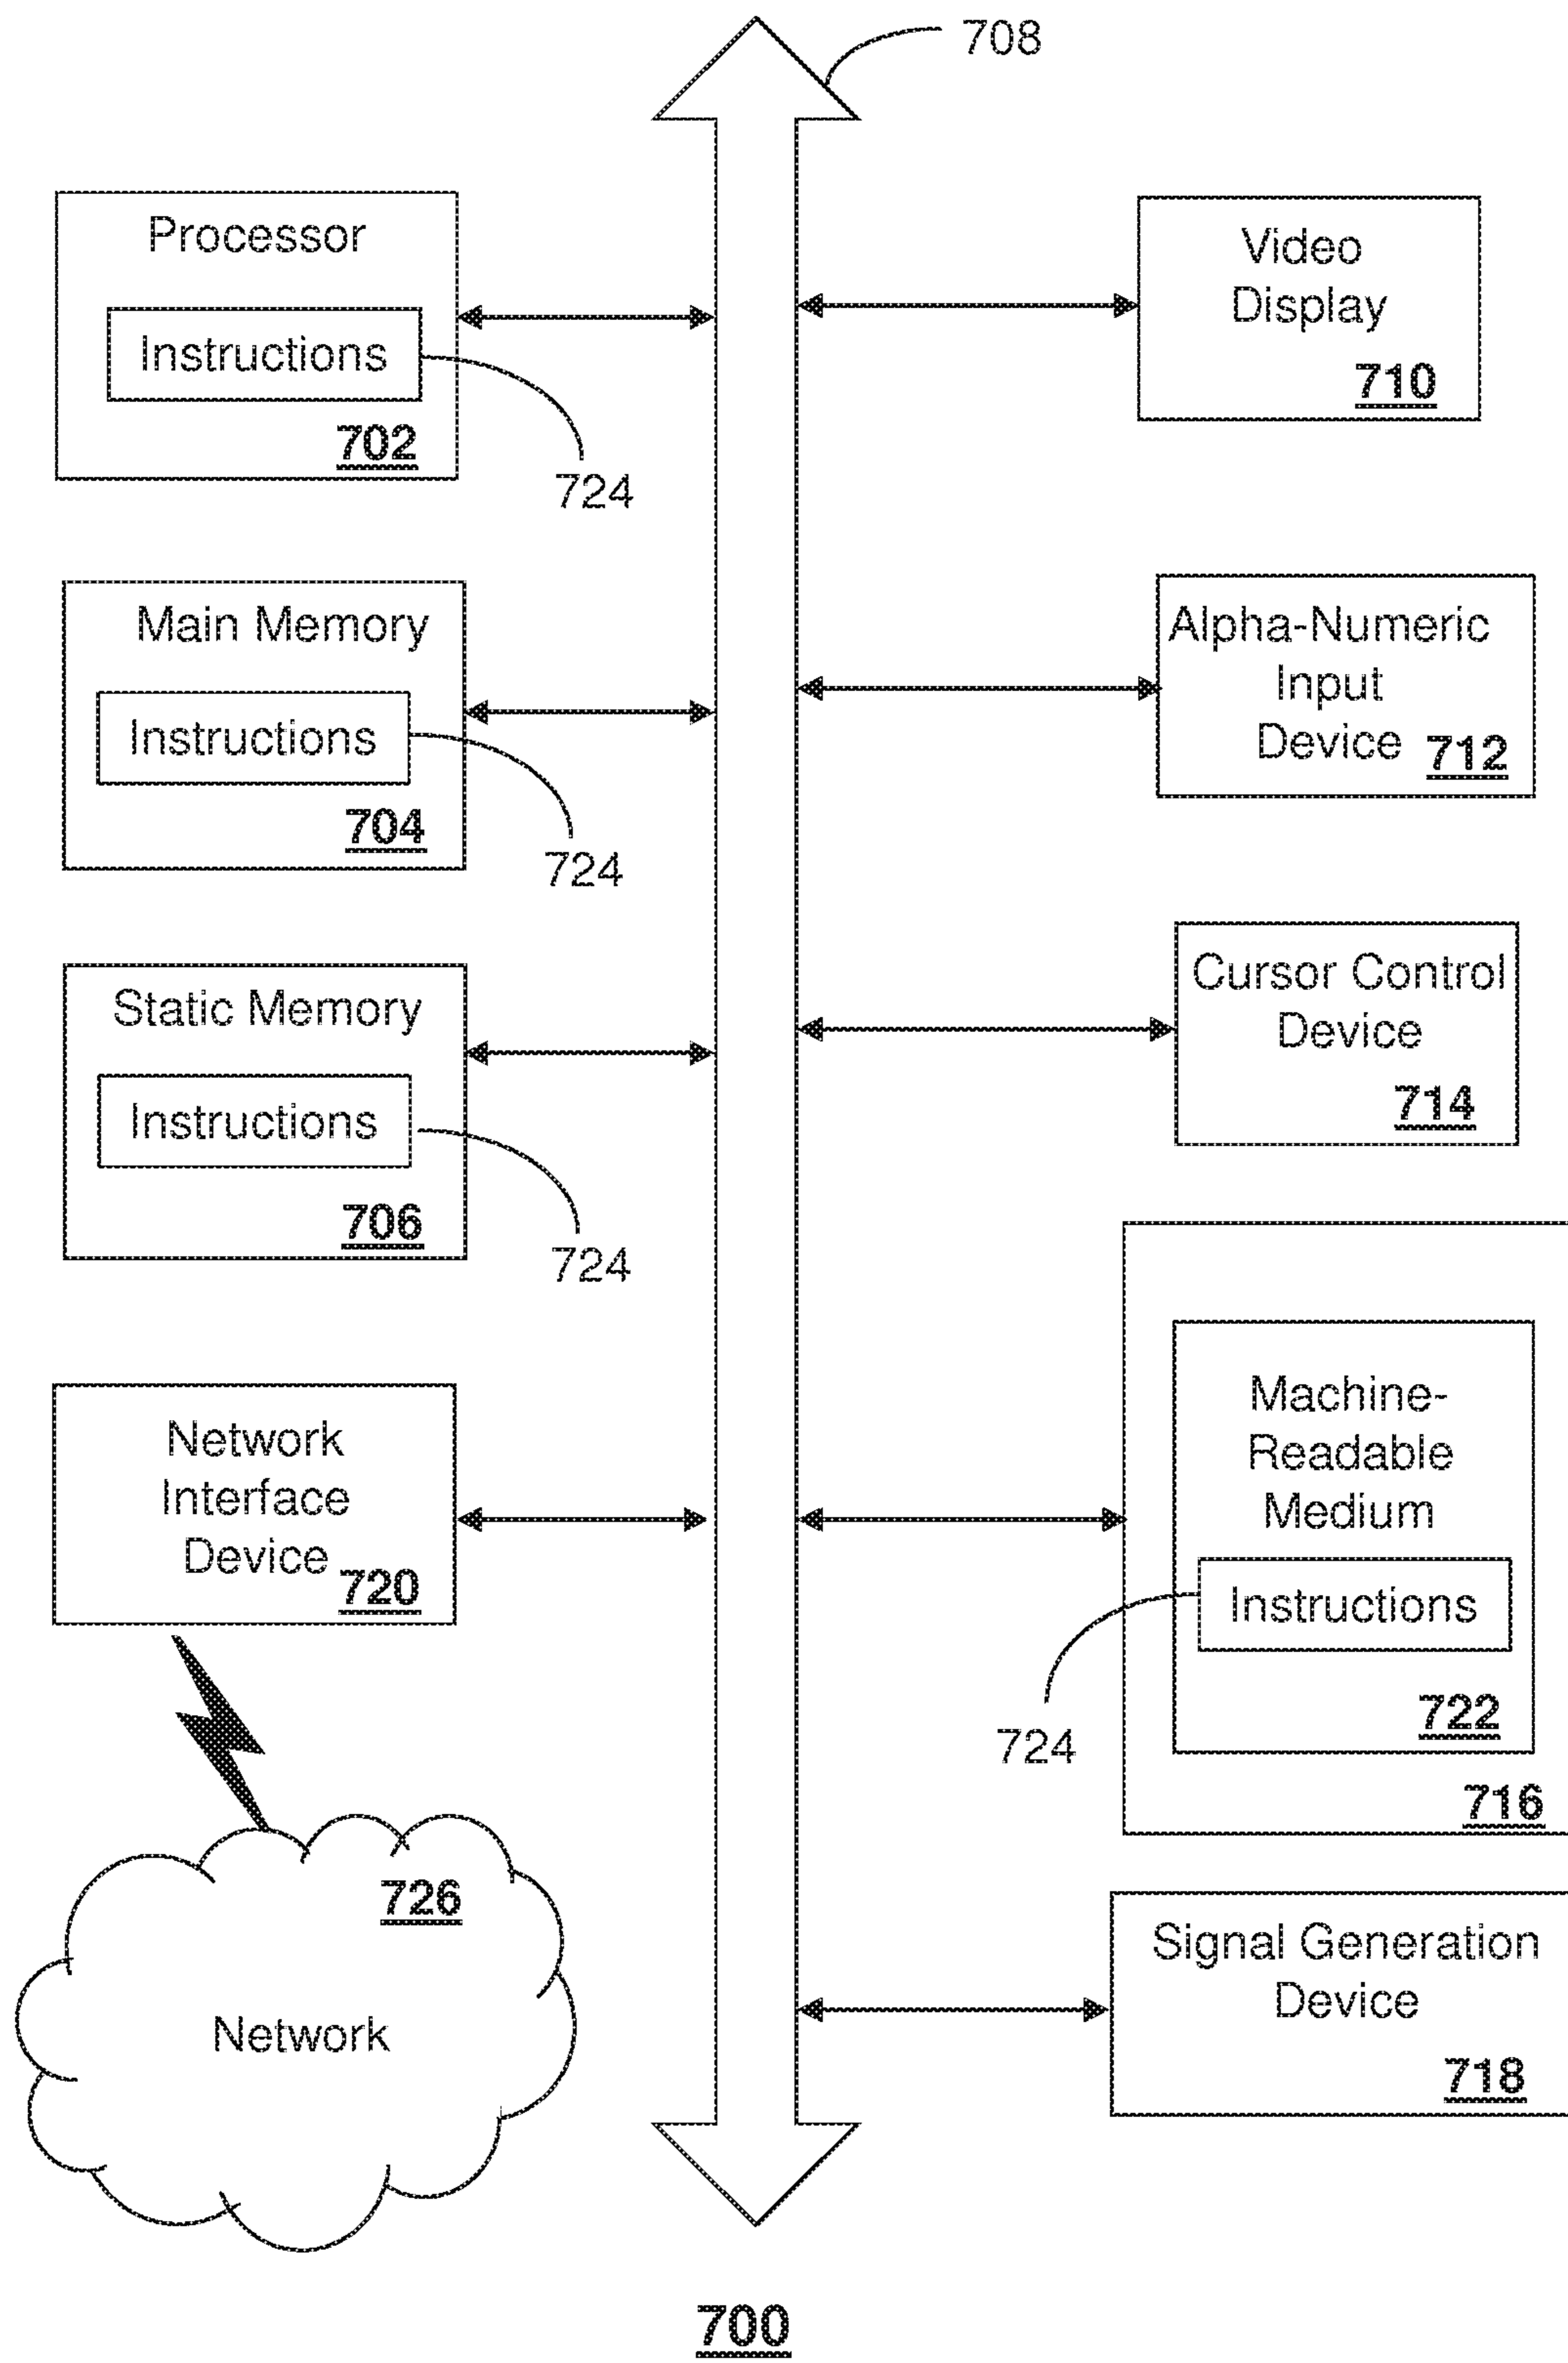 708
Processor
Instructions
702
724
Main Memory
Instructions
704
724
Static Memory
Instructions
706
724
Network
Interface
Device
720
726
Network
Video
Display
710
Alpha-Numeric
Input
Device 712
Cursor Control
Device
714
Machine-
Readable
Medium
Instructions
724
722
716
Signal Generation
Device
718
700